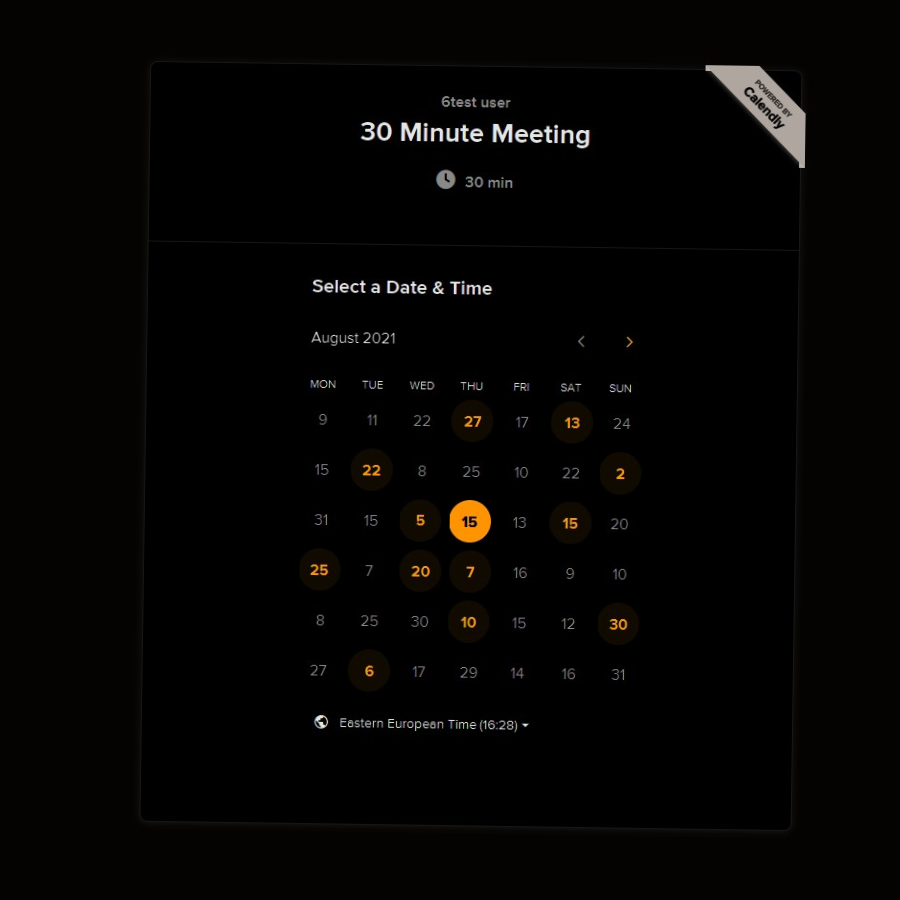 POWERED BY
Calendly
6test user
30 Minute Meeting
30 min
Select a Date & Time
August 2021
MON TUE WED THU FRI SAT SUN
9 11 22 27 17 13 24
15 22 8 25 10 22 2
31 15 5 15 13 15 20
25 7 20 7 16 9 10
8 25 30 10 15 12 30
27 6 17 29 14 16 31
Eastern European Time (16:28)